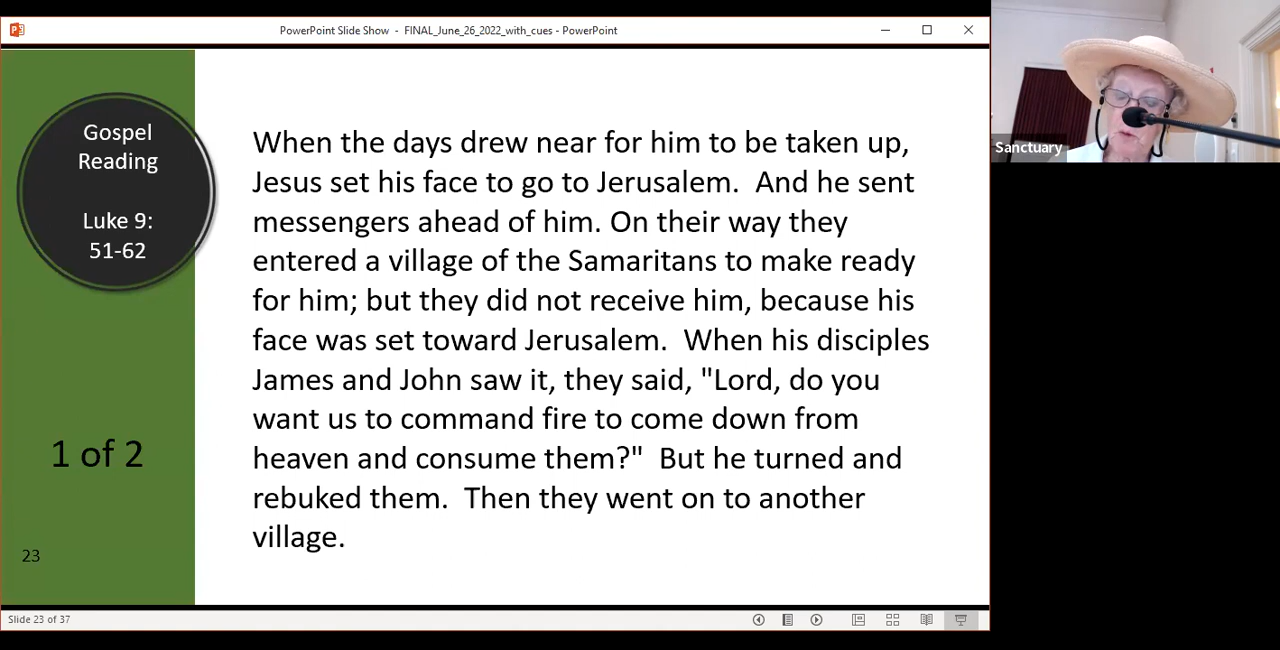 PowerPoint Slide Show - FINAL_June_26_2022_with_cues - PowerPoint
Gospel
Reading
Luke 9:
51-62
1 of 2
23
When the days drew near for him to be taken up,
Jesus set his face to go to Jerusalem.  And he sent
messengers ahead of him. On their way they
entered a village of the Samaritans to make ready
for him; but they did not receive him, because his
face was set toward Jerusalem.  When his disciples
James and John saw it, they said, "Lord, do you
want us to command fire to come down from
heaven and consume them?"  But he turned and
rebuked them.  Then they went on to another
village.
Slide 23 of 37
Sanctuary